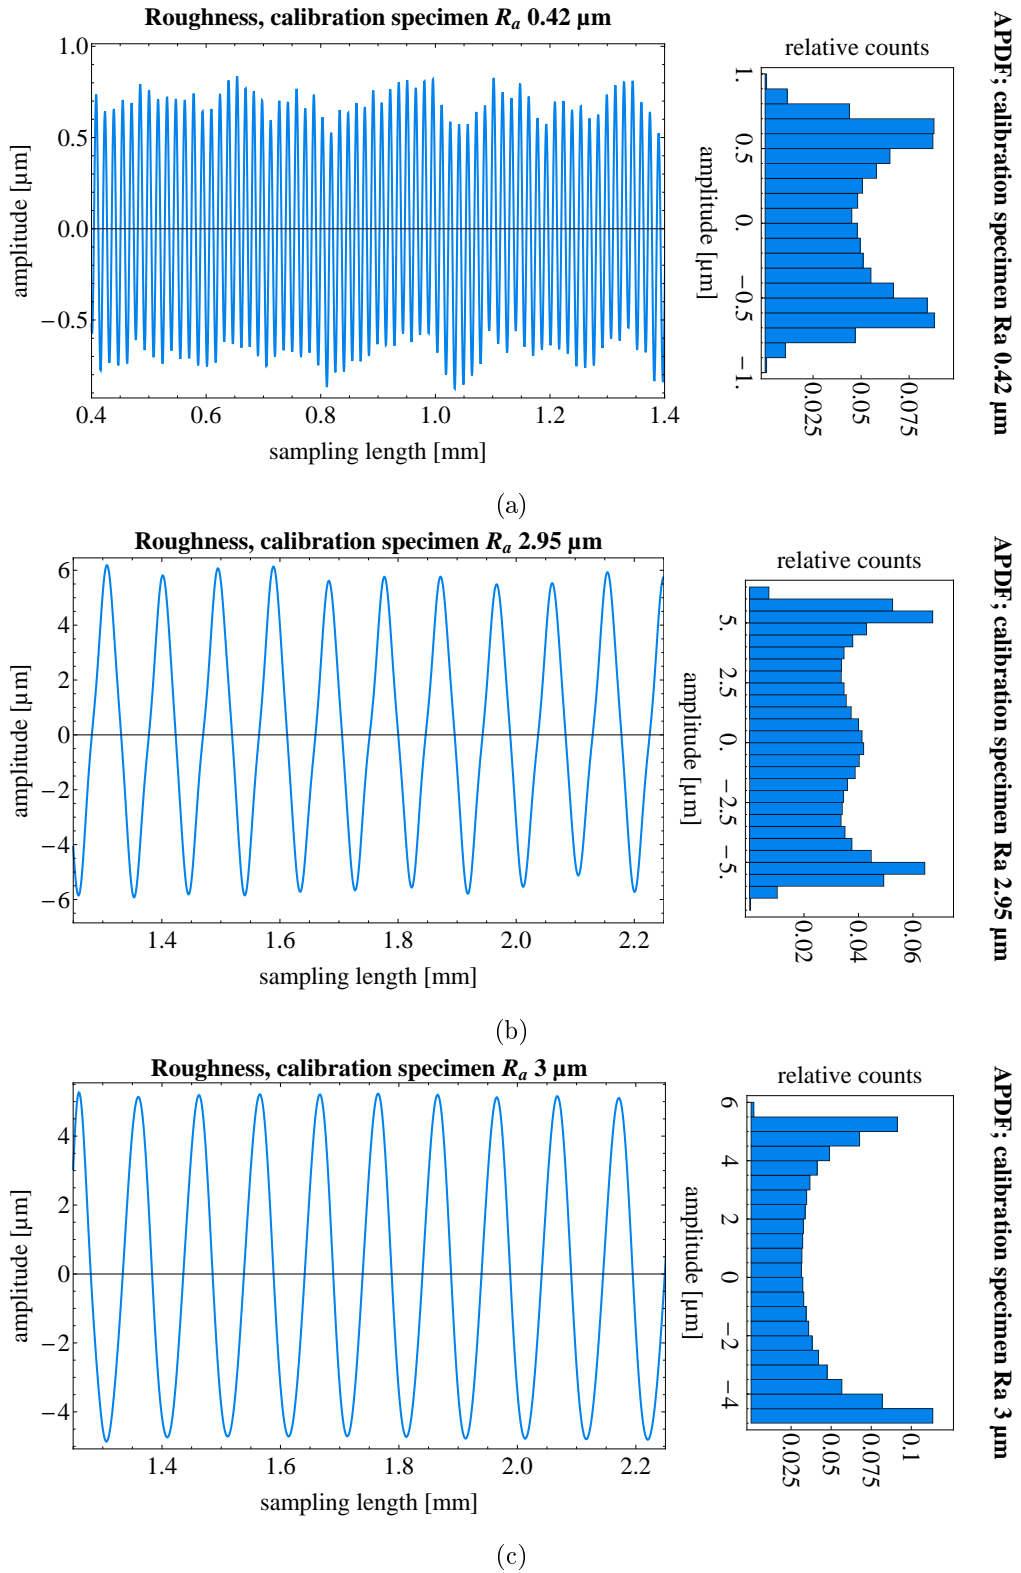 Roughness, calibration specimen Ra 0.42 µm
1.0
0.5
0.0
−0.5
amplitude [µm]
0.4 0.6 0.8 1.0 1.2 1.4
sampling length [mm]
relative counts
1. 0.5 0. −0.5 −1.
amplitude [µm]
0.025 0.05 0.075
APDF; calibration specimen Ra 0.42 µm
(a)
Roughness, calibration specimen Ra 2.95 µm
6
4
2
0
−2
−4
−6
amplitude [µm]
1.4 1.6 1.8 2.0 2.2
sampling length [mm]
relative counts
5. 2.5 0. −2.5 −5.
amplitude [µm]
0.02 0.04 0.06
APDF; calibration specimen Ra 2.95 µm
(b)
Roughness, calibration specimen Ra 3 µm
4
2
0
−2
−4
amplitude [µm]
1.4 1.6 1.8 2.0 2.2
sampling length [mm]
relative counts
6 4 2 0 −2 −4
amplitude [µm]
0.025 0.05 0.075 0.1
APDF; calibration specimen Ra 3 µm
(c)